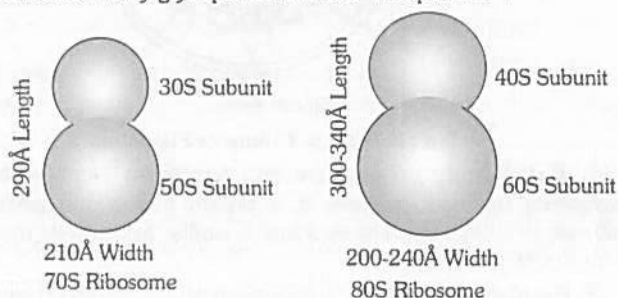 290Å Length
30S Subunit
50S Subunit
210Å Width
70S Ribosome
300-340Å Length
40S Subunit
60S Subunit
200-240Å Width
80S Ribosome